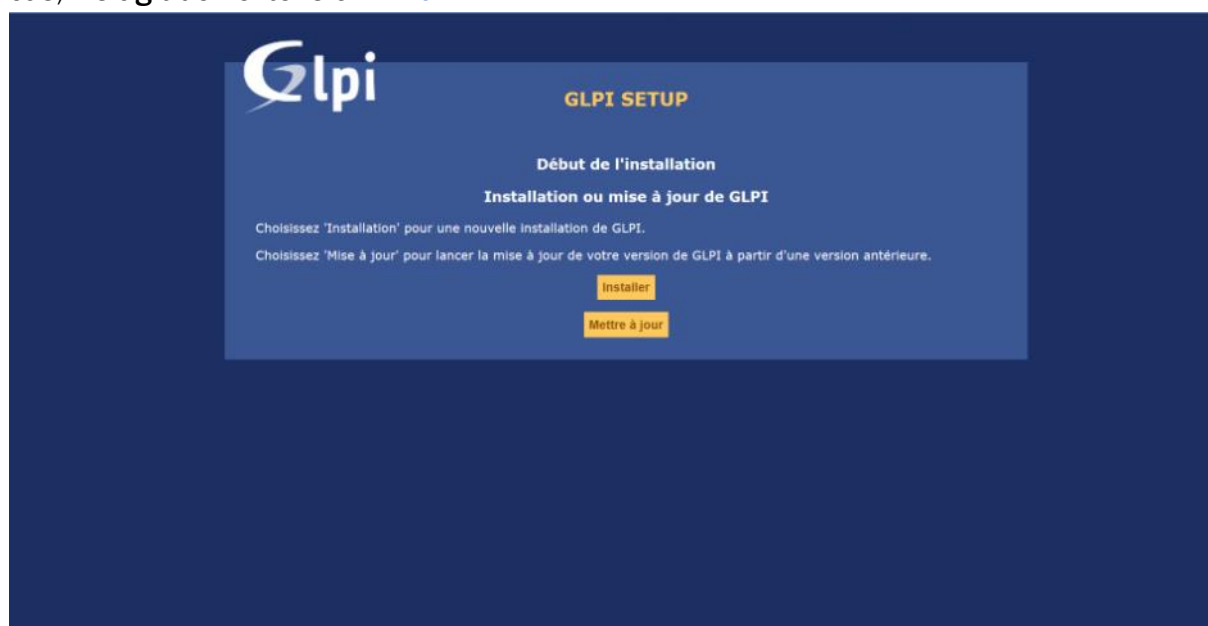 Glpi
GLPI SETUP
Début de l'installation
Installation ou mise à jour de GLPI
Choisissez 'Installation' pour une nouvelle installation de GLPI.
Choisissez 'Mise à jour' pour lancer la mise à jour de votre version de GLPI à partir d'une version antérieure.
Installer
Mettre à jour